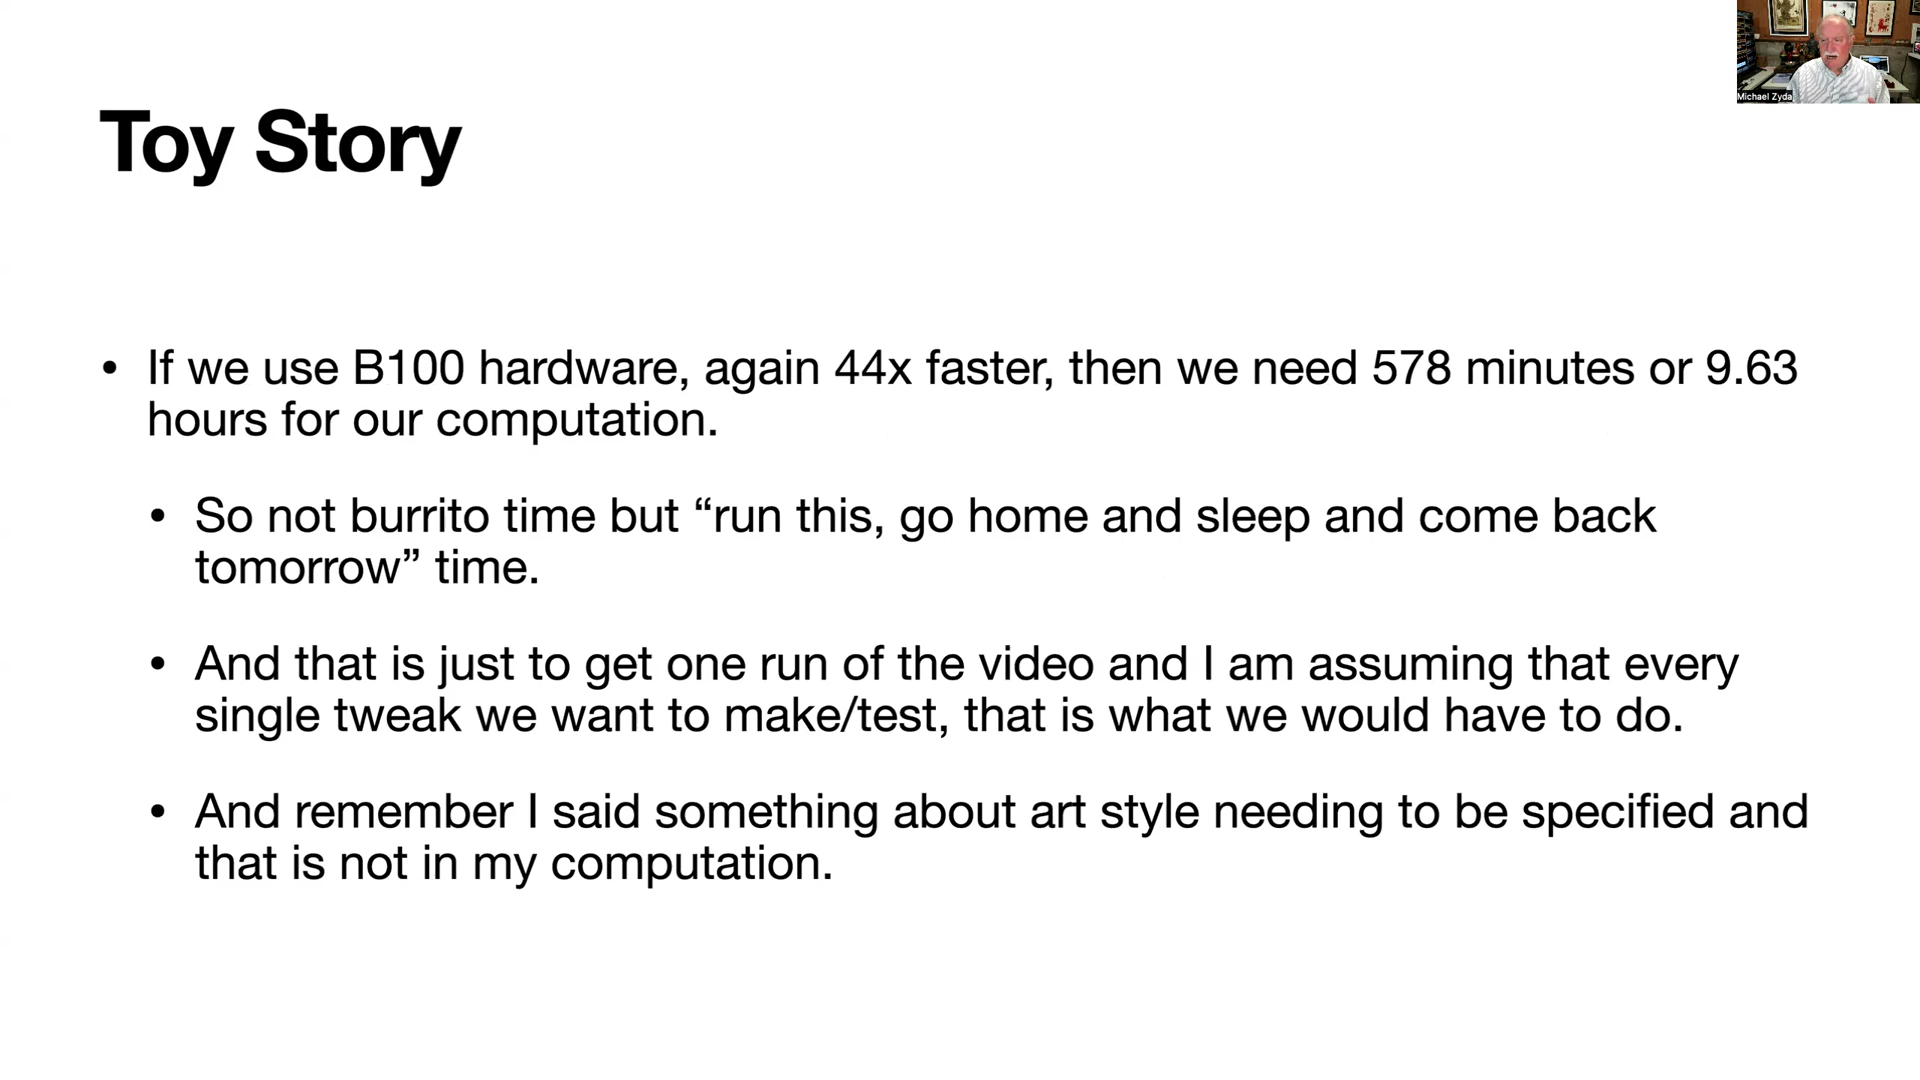 Michael Zyda
Toy Story
• If we use B100 hardware, again 44x faster, then we need 578 minutes or 9.63
hours for our computation.
• So not burrito time but “run this, go home and sleep and come back
tomorrow” time.
• And that is just to get one run of the video and I am assuming that every
single tweak we want to make/test, that is what we would have to do.
• And remember I said something about art style needing to be specified and
that is not in my computation.